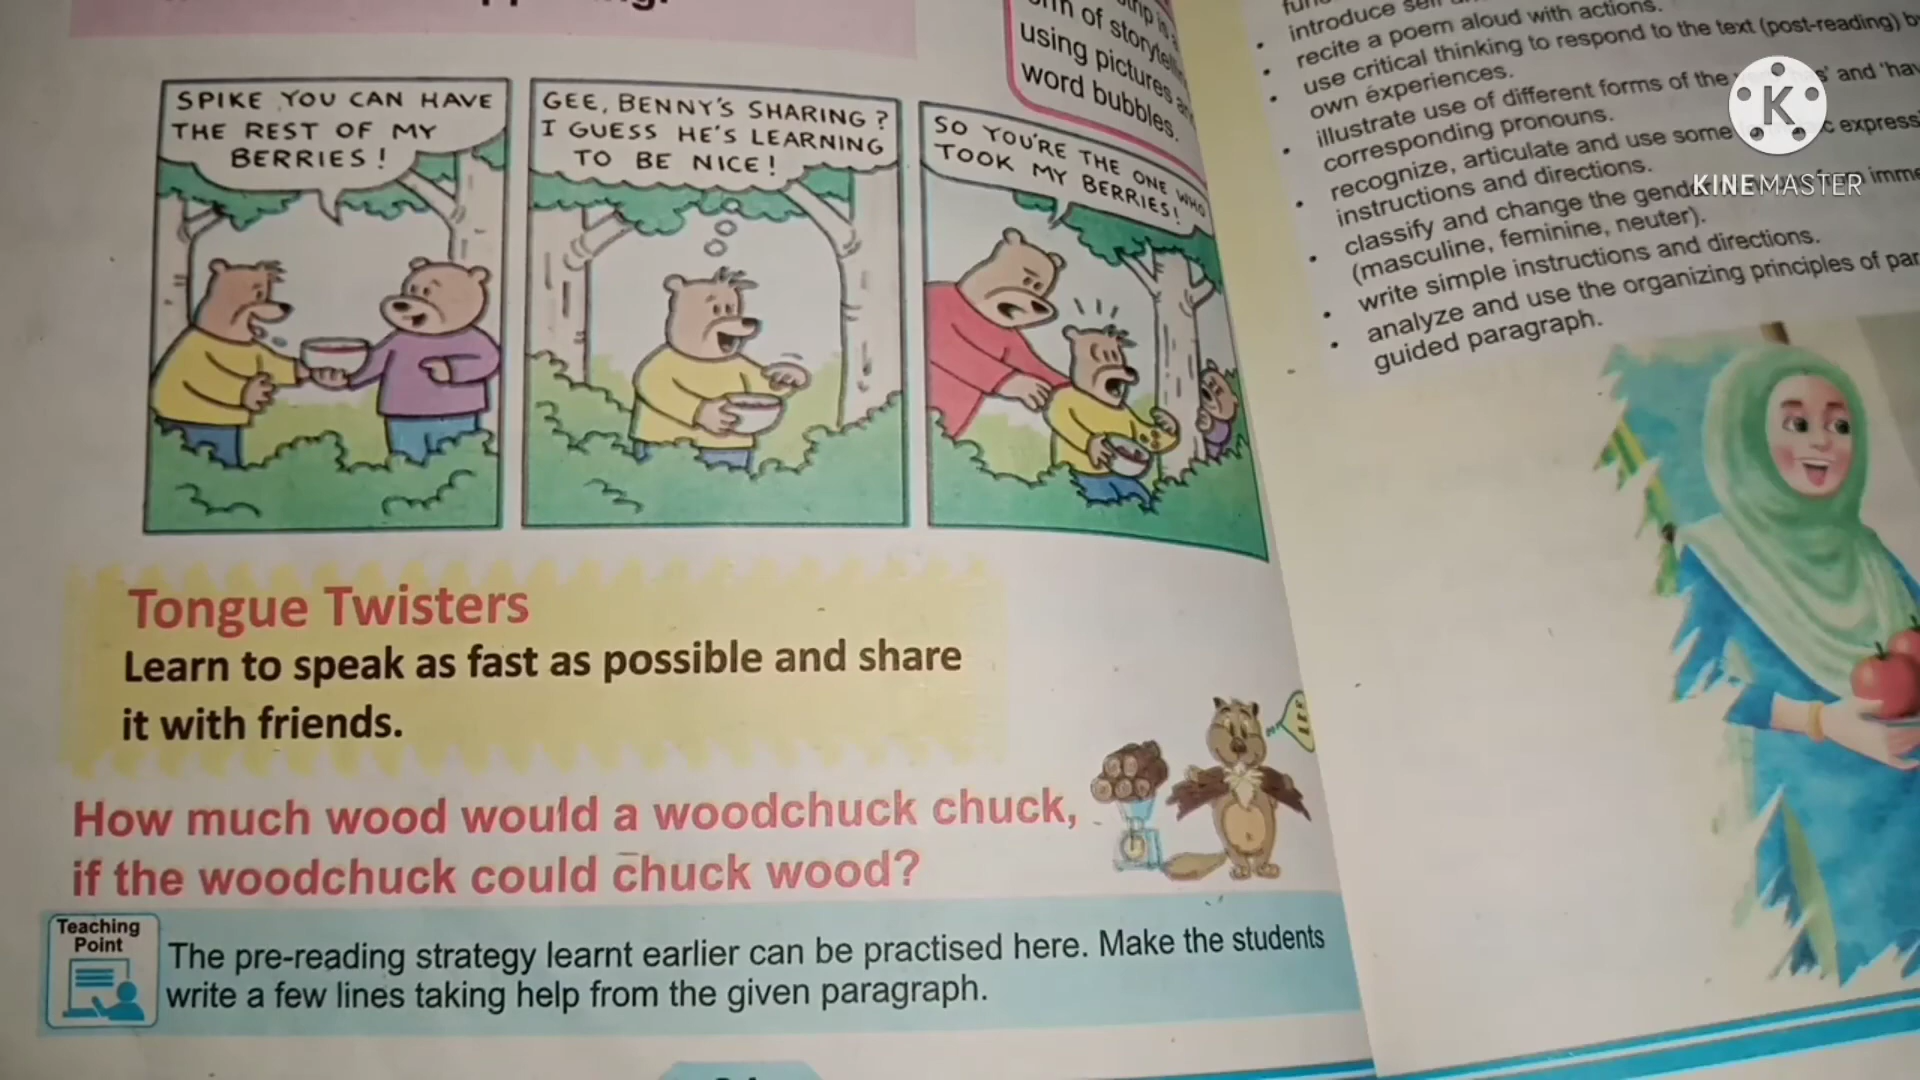 SPIKE YOU CAN HAVE
THE REST OF MY
BERRIES!
GEE, BENNY'S SHARING?
I GUESS HE'S LEARNING
TO BE NICE!
SO YOU'RE THE ONE WHO
TOOK MY BERRIES!
of
using pictures
word bubbles.
Tongue Twisters
Learn to speak as fast as possible and share
it with friends.
How much wood would a woodchuck chuck,
if the woodchuck could chuck wood?
Teaching
Point
The pre-reading strategy learnt earlier can be practised here. Make the students
write a few lines taking help from the given paragraph.
introduce
recite a poem aloud with actions.
use critical thinking to respond to the text (post-reading)
own experiences.
illustrate use of different forms of the and
corresponding pronouns.
recognize, articulate and use some
instructions and directions.
classify and change the
(masculine, feminine, neuter).
write simple instructions and directions.
analyze and use the organizing principles of
guided paragraph.
K
KINEMASTER